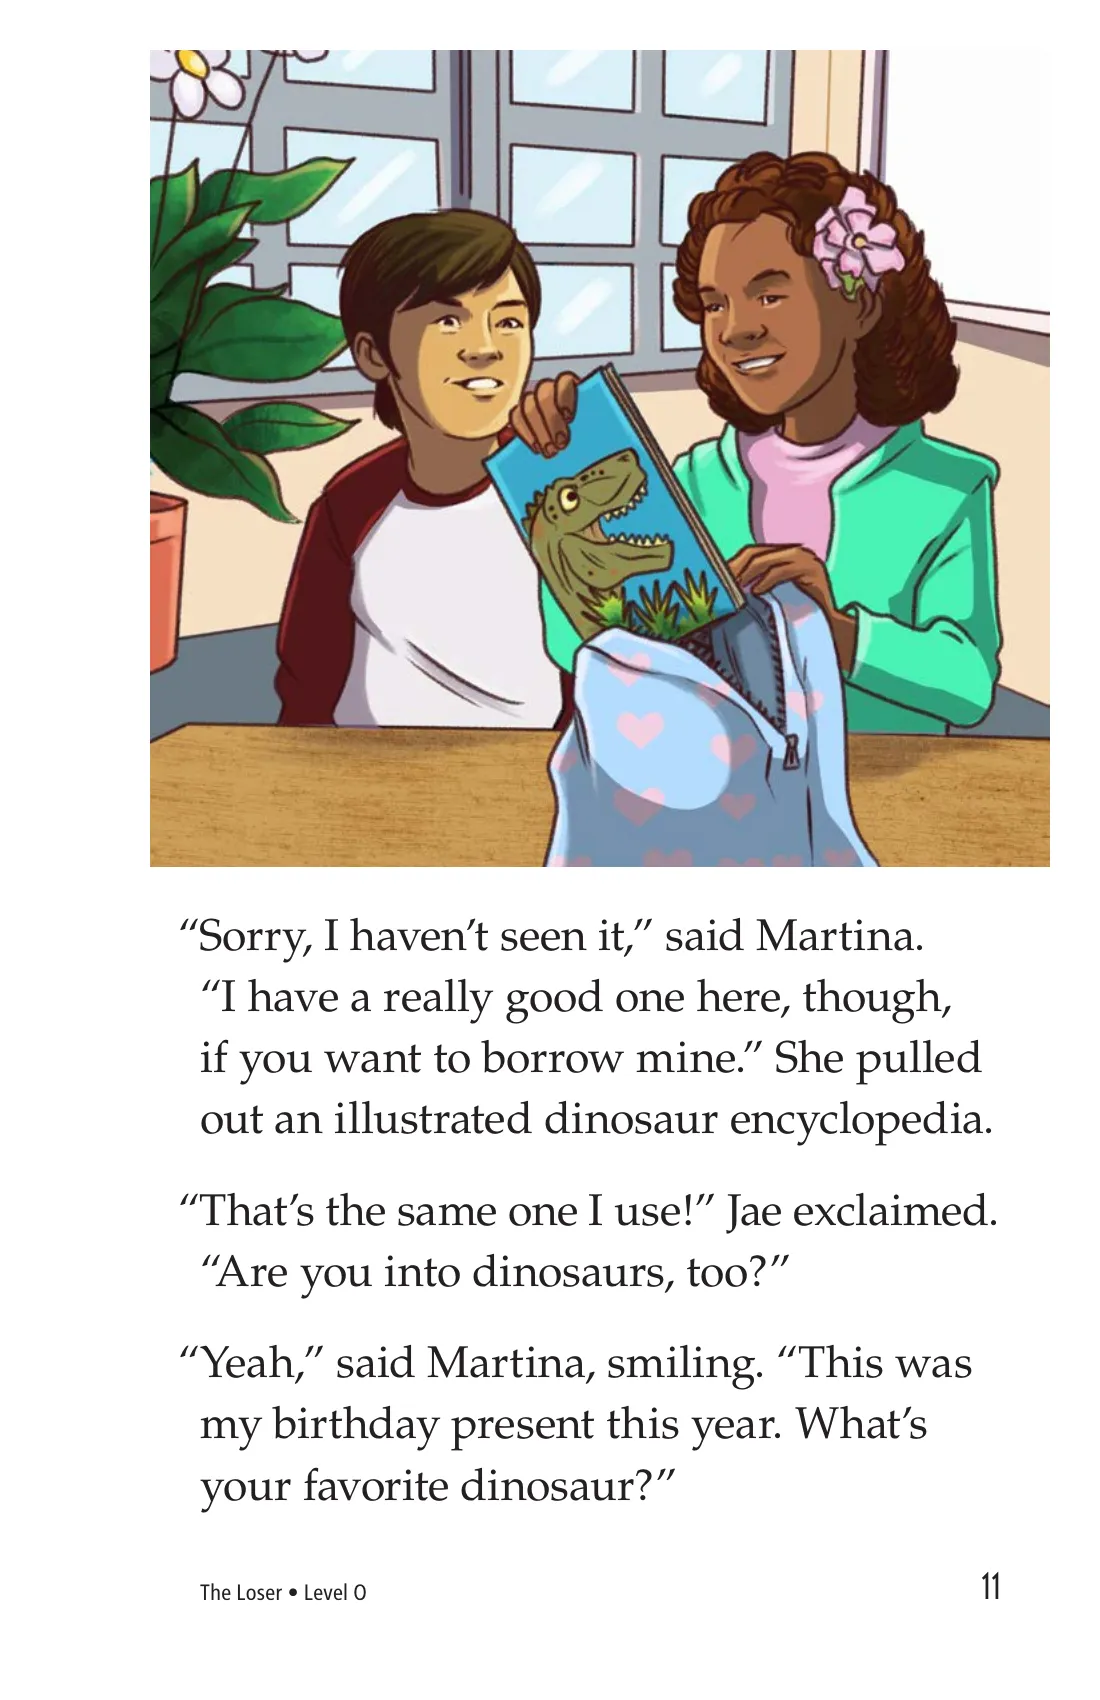 “Sorry, I haven’t seen it,” said Martina.
“I have a really good one here, though,
if you want to borrow mine.” She pulled
out an illustrated dinosaur encyclopedia.
“That’s the same one I use!” Jae exclaimed.
“Are you into dinosaurs, too?”
“Yeah,” said Martina, smiling. “This was
my birthday present this year. What’s
your favorite dinosaur?”
The Loser • Level O
11